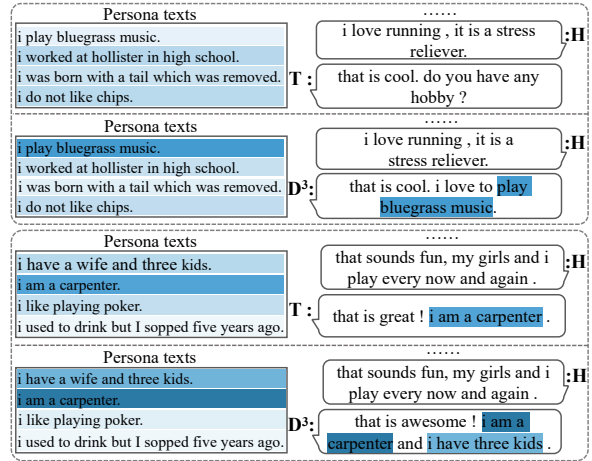 Persona texts
i play bluegrass music.
i worked at hollister in high school.
i was born with a tail which was removed.
i do not like chips.
......
i love running , it is a stress
reliever.
:H
T :
that is cool. do you have any
hobby ?
Persona texts
i play bluegrass music.
i worked at hollister in high school.
i was born with a tail which was removed.
i do not like chips.
......
i love running , it is a
stress reliever.
:H
D³:
that is cool. i love to play
bluegrass music.
Persona texts
i have a wife and three kids.
i am a carpenter.
i like playing poker.
i used to drink but I sopped five years ago.
......
that sounds fun, my girls and i
play every now and again .
:H
T :
that is great ! i am a carpenter .
Persona texts
i have a wife and three kids.
i am a carpenter.
i like playing poker.
i used to drink but I sopped five years ago.
......
that sounds fun, my girls and i
play every now and again .
:H
D³:
that is awesome ! i am a
carpenter and i have three kids .